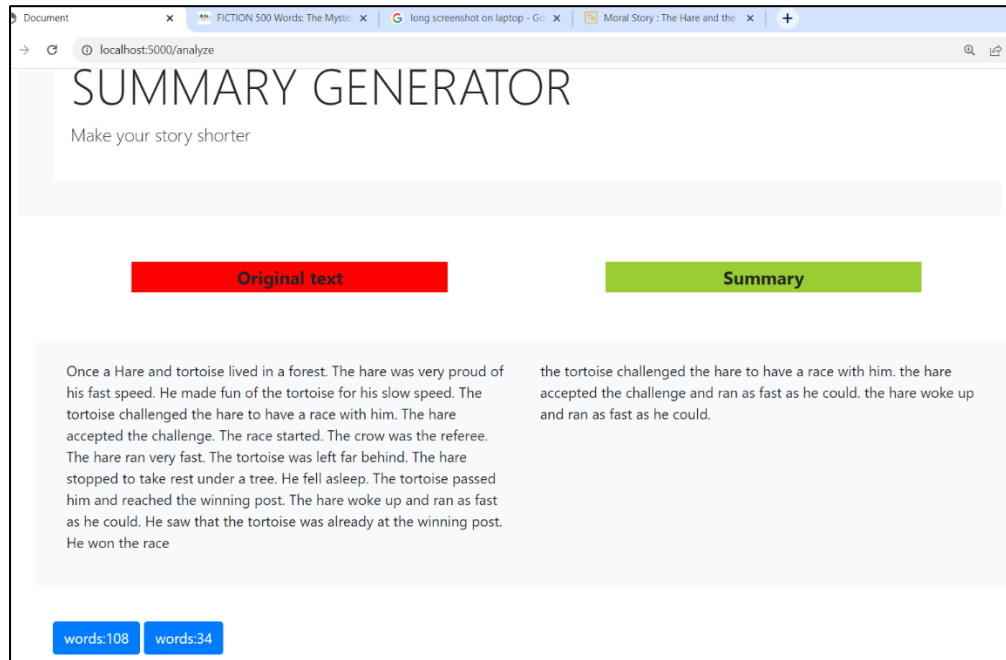 Document
FICTION 500 Words: The Myste
long screenshot on laptop - Go
Moral Story : The Hare and the
localhost:5000/analyze
SUMMARY GENERATOR
Make your story shorter
Original text
Summary
Once a Hare and tortoise lived in a forest. The hare was very proud of
his fast speed. He made fun of the tortoise for his slow speed. The
tortoise challenged the hare to have a race with him. The hare
accepted the challenge. The race started. The crow was the referee.
The hare ran very fast. The tortoise was left far behind. The hare
stopped to take rest under a tree. He fell asleep. The tortoise passed
him and reached the winning post. The hare woke up and ran as fast
as he could. He saw that the tortoise was already at the winning post.
He won the race
the tortoise challenged the hare to have a race with him. the hare
accepted the challenge and ran as fast as he could. the hare woke up
and ran as fast as he could.
words:108
words:34